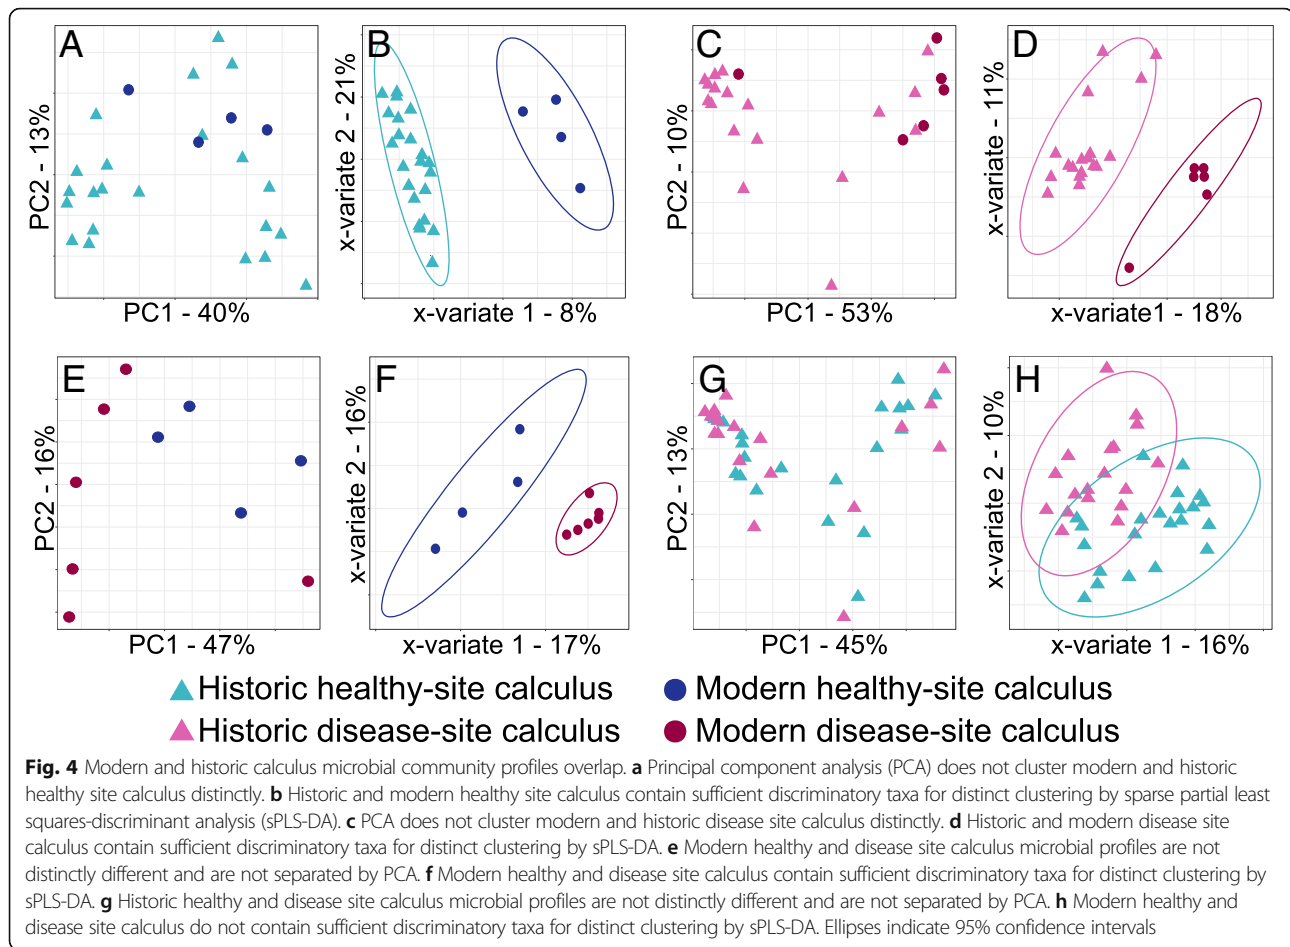 A
PC2 - 13%
PC1 - 40%
B
x-variate 2 - 21%
x-variate 1 - 8%
C
PC2 - 10%
PC1 - 53%
D
x-variate - 11%
x-variate1 - 18%
E
PC2 - 16%
PC1 - 47%
F
x-variate 2 - 16%
x-variate 1 - 17%
G
PC2 - 13%
PC1 - 45%
H
x-variate 2 - 10%
x-variate 1 - 16%
Historic healthy-site calculus
Modern healthy-site calculus
Historic disease-site calculus
Modern disease-site calculus
Fig. 4 Modern and historic calculus microbial community profiles overlap. a Principal component analysis (PCA) does not cluster modern and historic
healthy site calculus distinctly. b Historic and modern healthy site calculus contain sufficient discriminatory taxa for distinct clustering by sparse partial least
squares-discriminant analysis (sPLS-DA). c PCA does not cluster modern and historic disease site calculus distinctly. d Historic and modern disease site
calculus contain sufficient discriminatory taxa for distinct clustering by sPLS-DA. e Modern healthy and disease site calculus microbial profiles are not
distinctly different and are not separated by PCA. f Modern healthy and disease site calculus contain sufficient discriminatory taxa for distinct clustering by
sPLS-DA. g Historic healthy and disease site calculus microbial profiles are not distinctly different and are not separated by PCA. h Modern healthy and
disease site calculus do not contain sufficient discriminatory taxa for distinct clustering by sPLS-DA. Ellipses indicate 95% confidence intervals